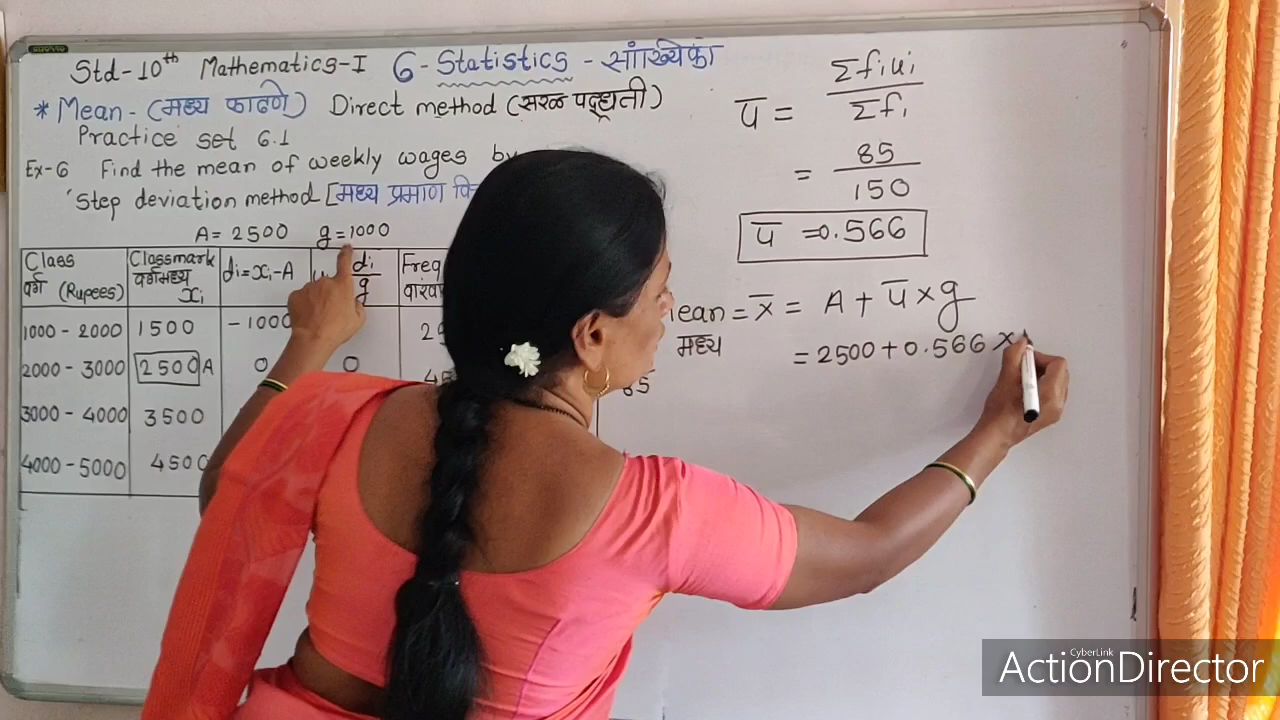 Std-10th Mathematics-I 6-Statistics - सांख्यिकी
* Mean - (मध्य काढणे) Direct method (सरळ पद्धती)
Practice set 6.1
Ex-6 Find the mean of weekly wages by
'Step deviation method [मध्य प्रमाण
A = 2500 g = 1000
Class वर्ग (Rupees) Classmark वर्गमध्य xi di = xi - A di/g
1000 - 2000 1500 -1000
2000 - 3000 2500 A 0 0
3000 - 4000 3500
4000 - 5000 4500
u̅ = Σfiui / Σfi
= 85 / 150
u̅ = 0.566
= x̅ = A + u̅ × g
मध्य
= 2500 + 0.566 ×
CyberLink
ActionDirector